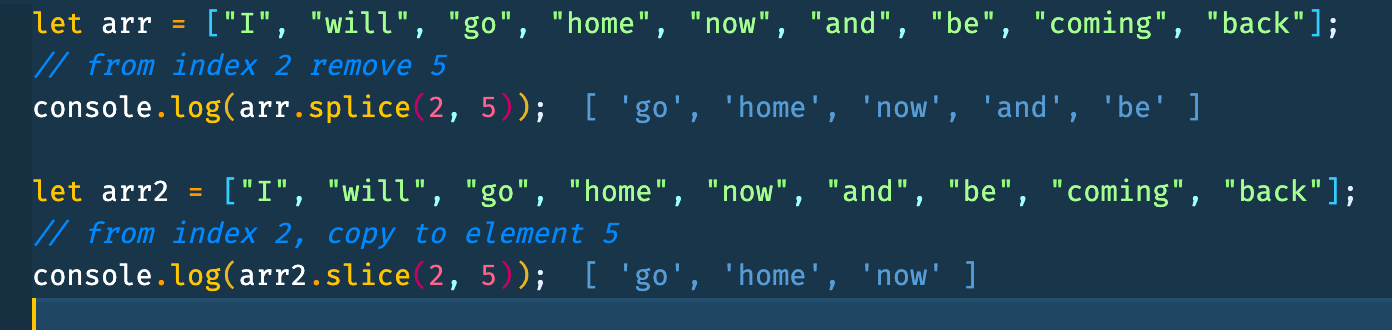 let arr = ["I", "will", "go", "home", "now", "and", "be", "coming", "back"];
// from index 2 remove 5
console.log(arr.splice(2, 5));  [ 'go', 'home', 'now', 'and', 'be' ]
let arr2 = ["I", "will", "go", "home", "now", "and", "be", "coming", "back"];
// from index 2, copy to element 5
console.log(arr2.slice(2, 5));  [ 'go', 'home', 'now' ]